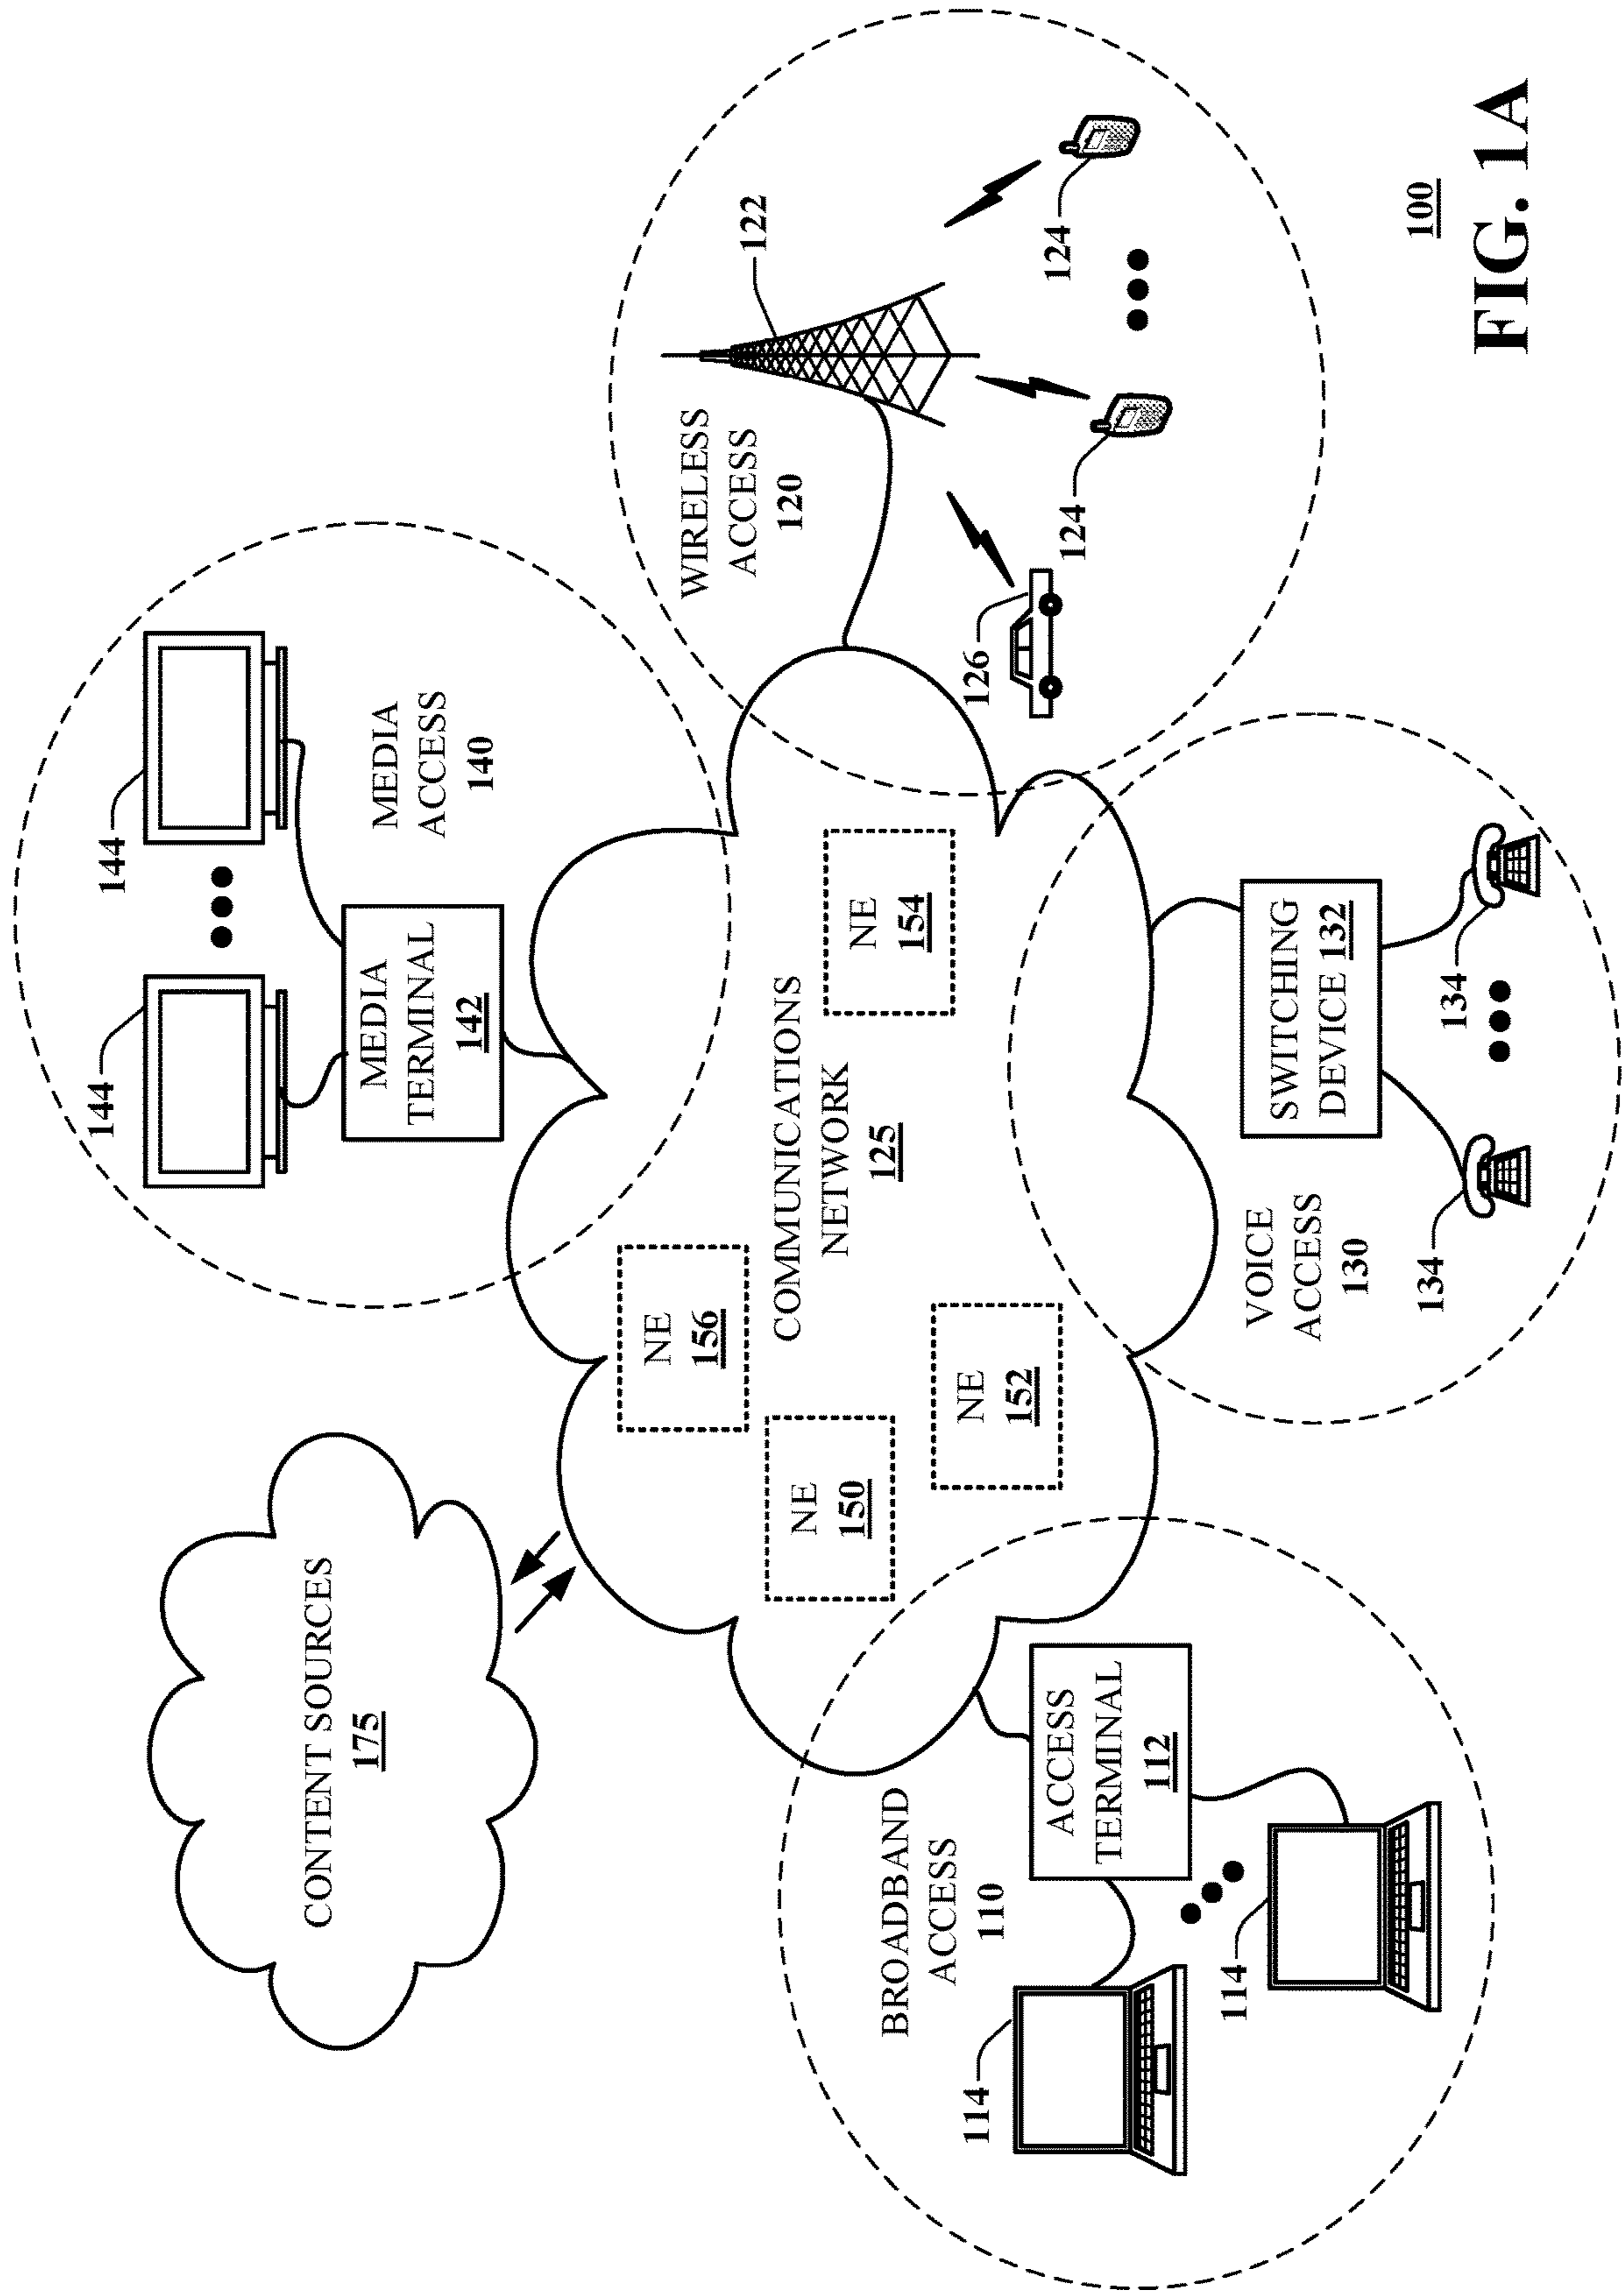 144
144
CONTENT SOURCES
175
MEDIA
TERMINAL
142
MEDIA
ACCESS
140
WIRELESS
ACCESS
120
122
NE
156
NE
150
COMMUNICATIONS
NETWORK
125
NE
154
NE
152
BROADBAND
ACCESS
110
114
ACCESS
TERMINAL
112
114
126
124
124
VOICE
ACCESS
130
SWITCHING
DEVICE 132
134
134
100
FIG. 1A